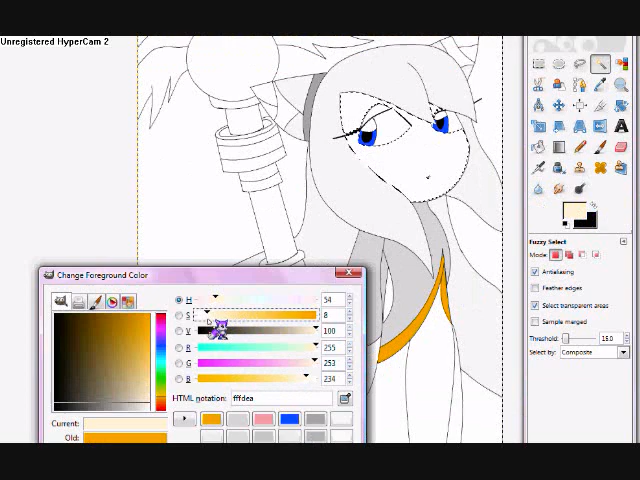 Unregistered HyperCam 2
Change Foreground Color
H 54
S 8
V 100
R 255
G 253
B 234
HTML notation: fffdea
Current:
Old:
Fuzzy Select
Mode:
Antialiasing
Feather edges
Select transparent areas
Sample merged
Threshold: 15.0
Select by: Composite